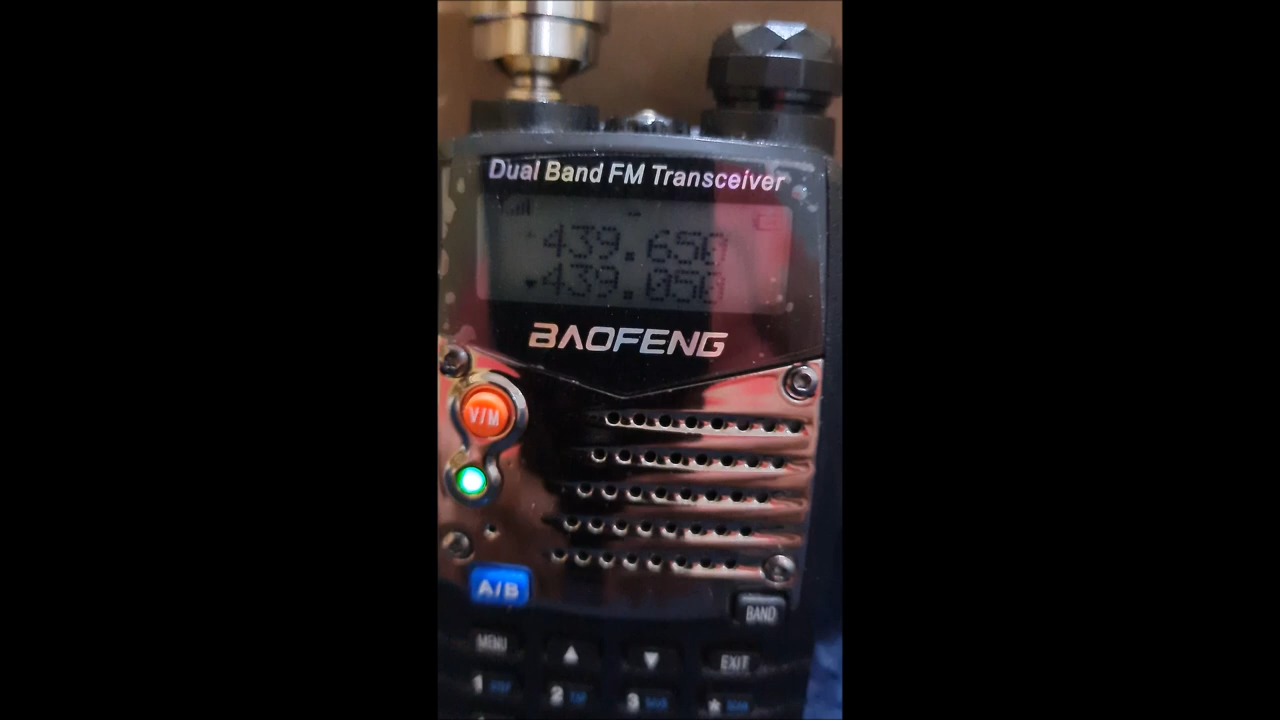 Dual Band FM Transceiver
439.650
439.050
BAOFENG
V/M
A/B
BAND
MENU ▲ ▼ EXIT
1 2 3 *